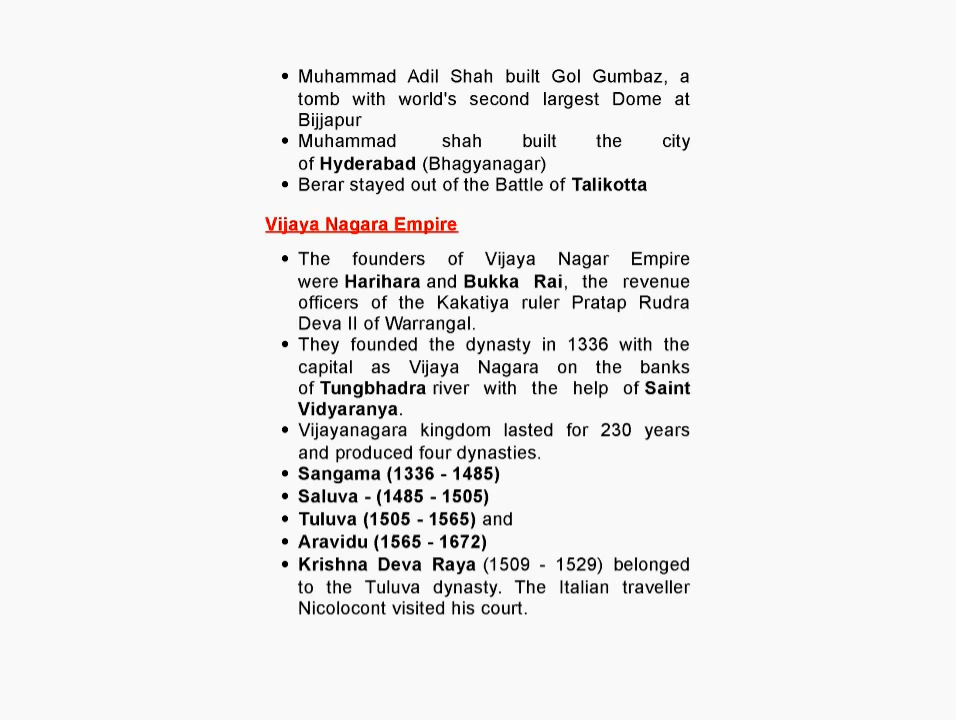 • Muhammad Adil Shah built Gol Gumbaz, a
tomb with world's second largest Dome at
Bijjapur
• Muhammad shah built the city
of Hyderabad (Bhagyanagar)
• Berar stayed out of the Battle of Talikotta
Vijaya Nagara Empire
• The founders of Vijaya Nagar Empire
were Harihara and Bukka Rai, the revenue
officers of the Kakatiya ruler Pratap Rudra
Deva II of Warrangal.
• They founded the dynasty in 1336 with the
capital as Vijaya Nagara on the banks
of Tungbhadra river with the help of Saint
Vidyaranya.
• Vijayanagara kingdom lasted for 230 years
and produced four dynasties.
• Sangama (1336 - 1485)
• Saluva - (1485 - 1505)
• Tuluva (1505 - 1565) and
• Aravidu (1565 - 1672)
• Krishna Deva Raya (1509 - 1529) belonged
to the Tuluva dynasty. The Italian traveller
Nicolocont visited his court.